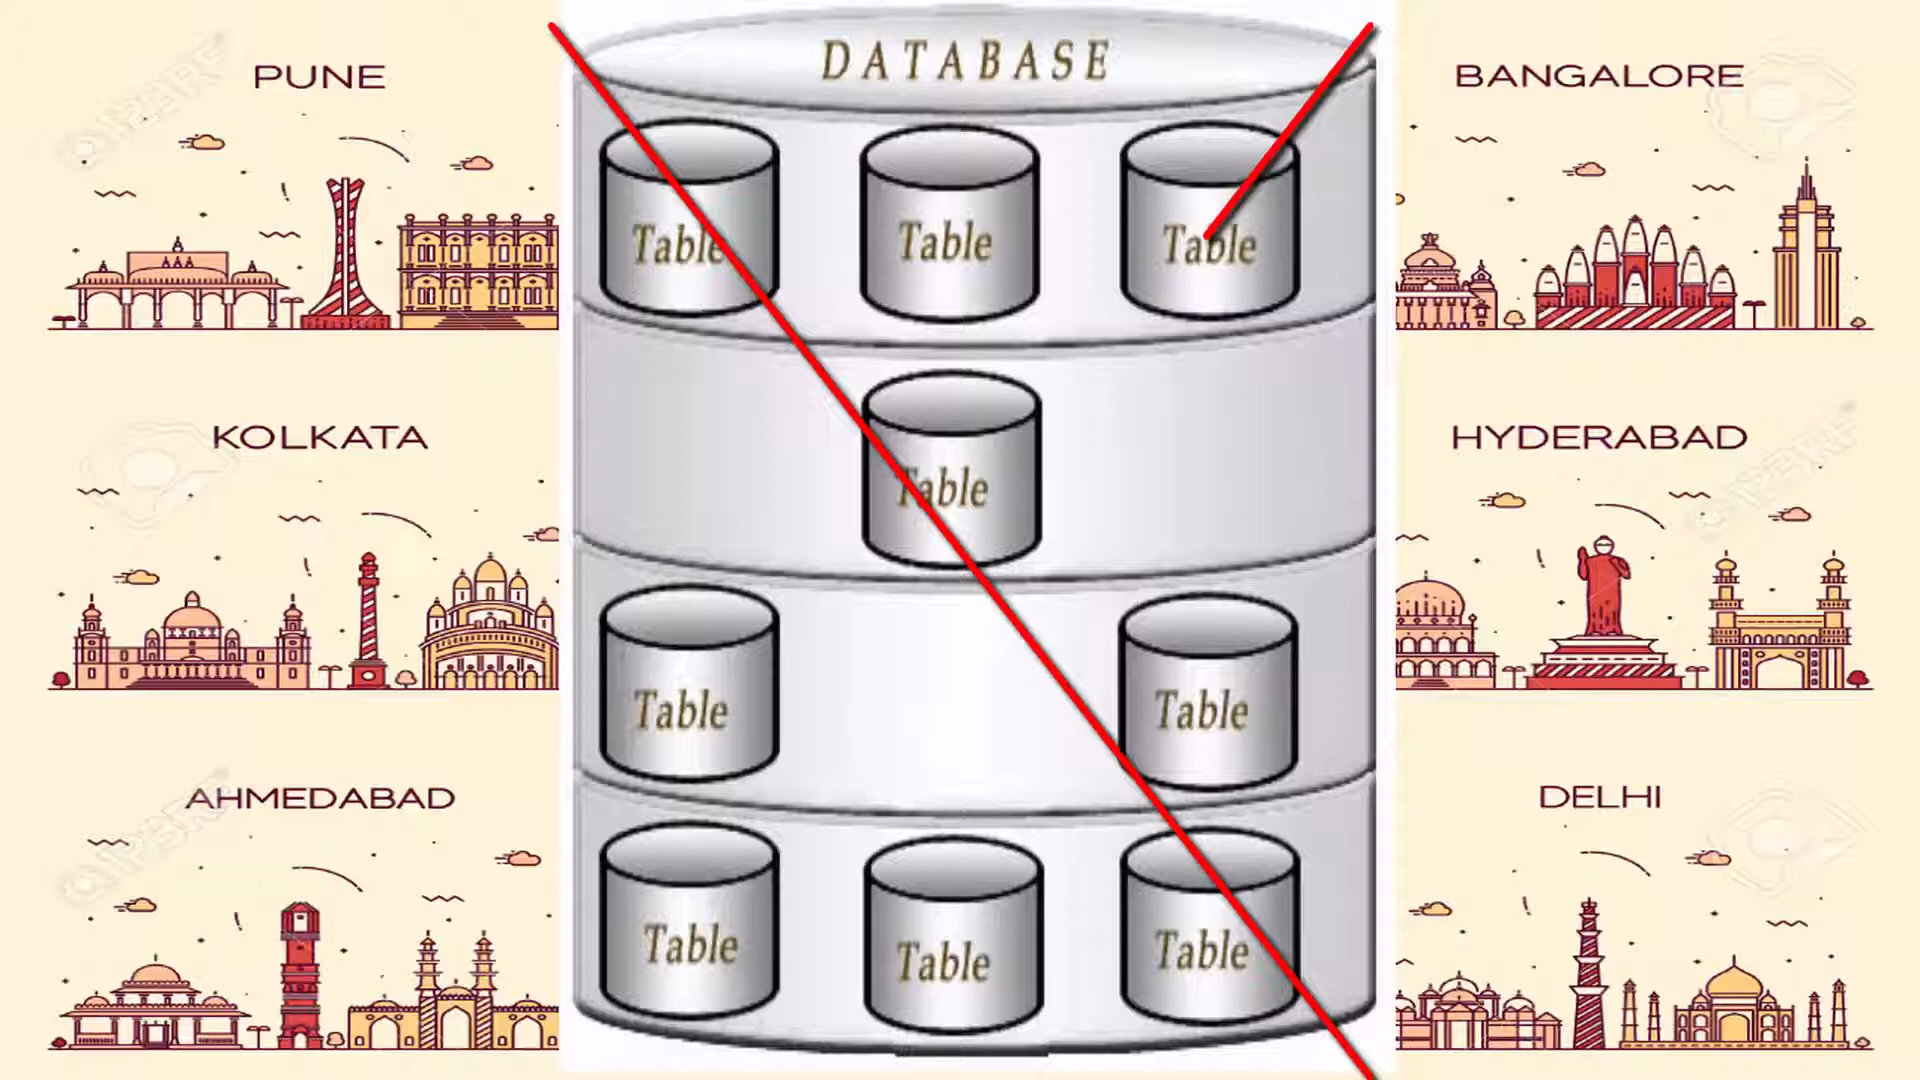 PUNE
KOLKATA
AHMEDABAD
DATABASE
Table Table Table
Table
Table Table
Table Table Table
BANGALORE
HYDERABAD
DELHI